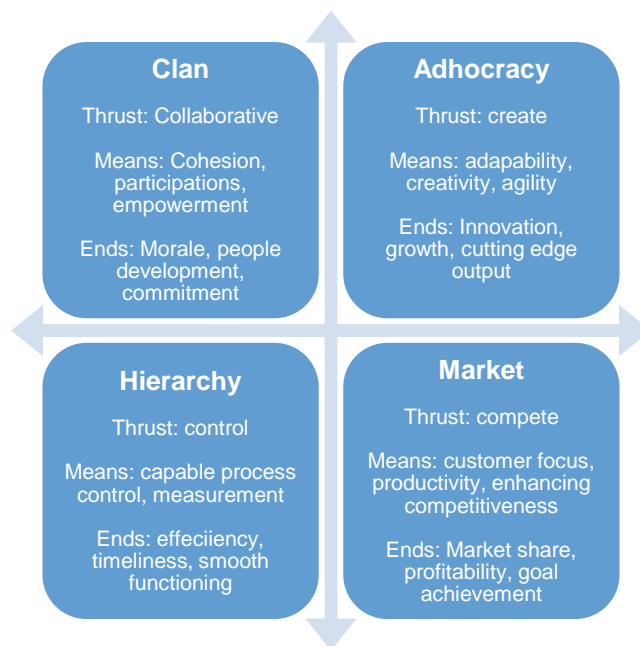 Clan
Thrust: Collaborative
Means: Cohesion,
participations,
empowerment
Ends: Morale, people
development,
commitment
Adhocracy
Thrust: create
Means: adapability,
creativity, agility
Ends: Innovation,
growth, cutting edge
output
Hierarchy
Thrust: control
Means: capable process
control, measurement
Ends: effeciiency,
timeliness, smooth
functioning
Market
Thrust: compete
Means: customer focus,
productivity, enhancing
competitiveness
Ends: Market share,
profitability, goal
achievement